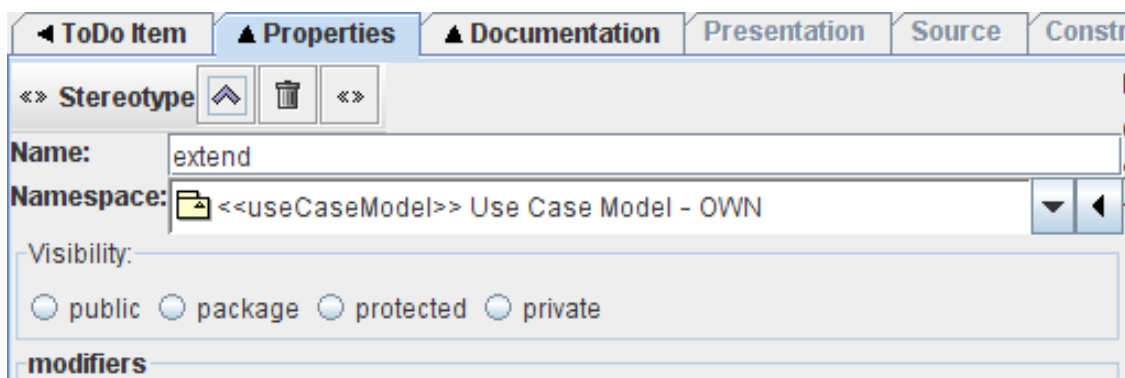 ToDo Item Properties Documentation Presentation Source Constr
«» Stereotype «»
Name: extend
Namespace: <<useCaseModel>> Use Case Model - OWN
Visibility:
public package protected private
modifiers